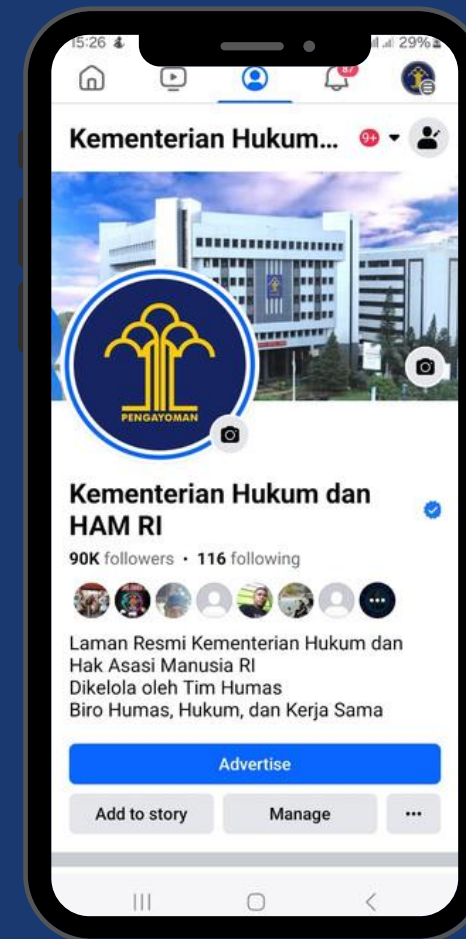 15:26
29%
87
Kementerian Hukum...
9+
PENGAYOMAN
Kementerian Hukum dan
HAM RI
90K followers • 116 following
Laman Resmi Kementerian Hukum dan
Hak Asasi Manusia RI
Dikelola oleh Tim Humas
Biro Humas, Hukum, dan Kerja Sama
Advertise
Add to story
Manage